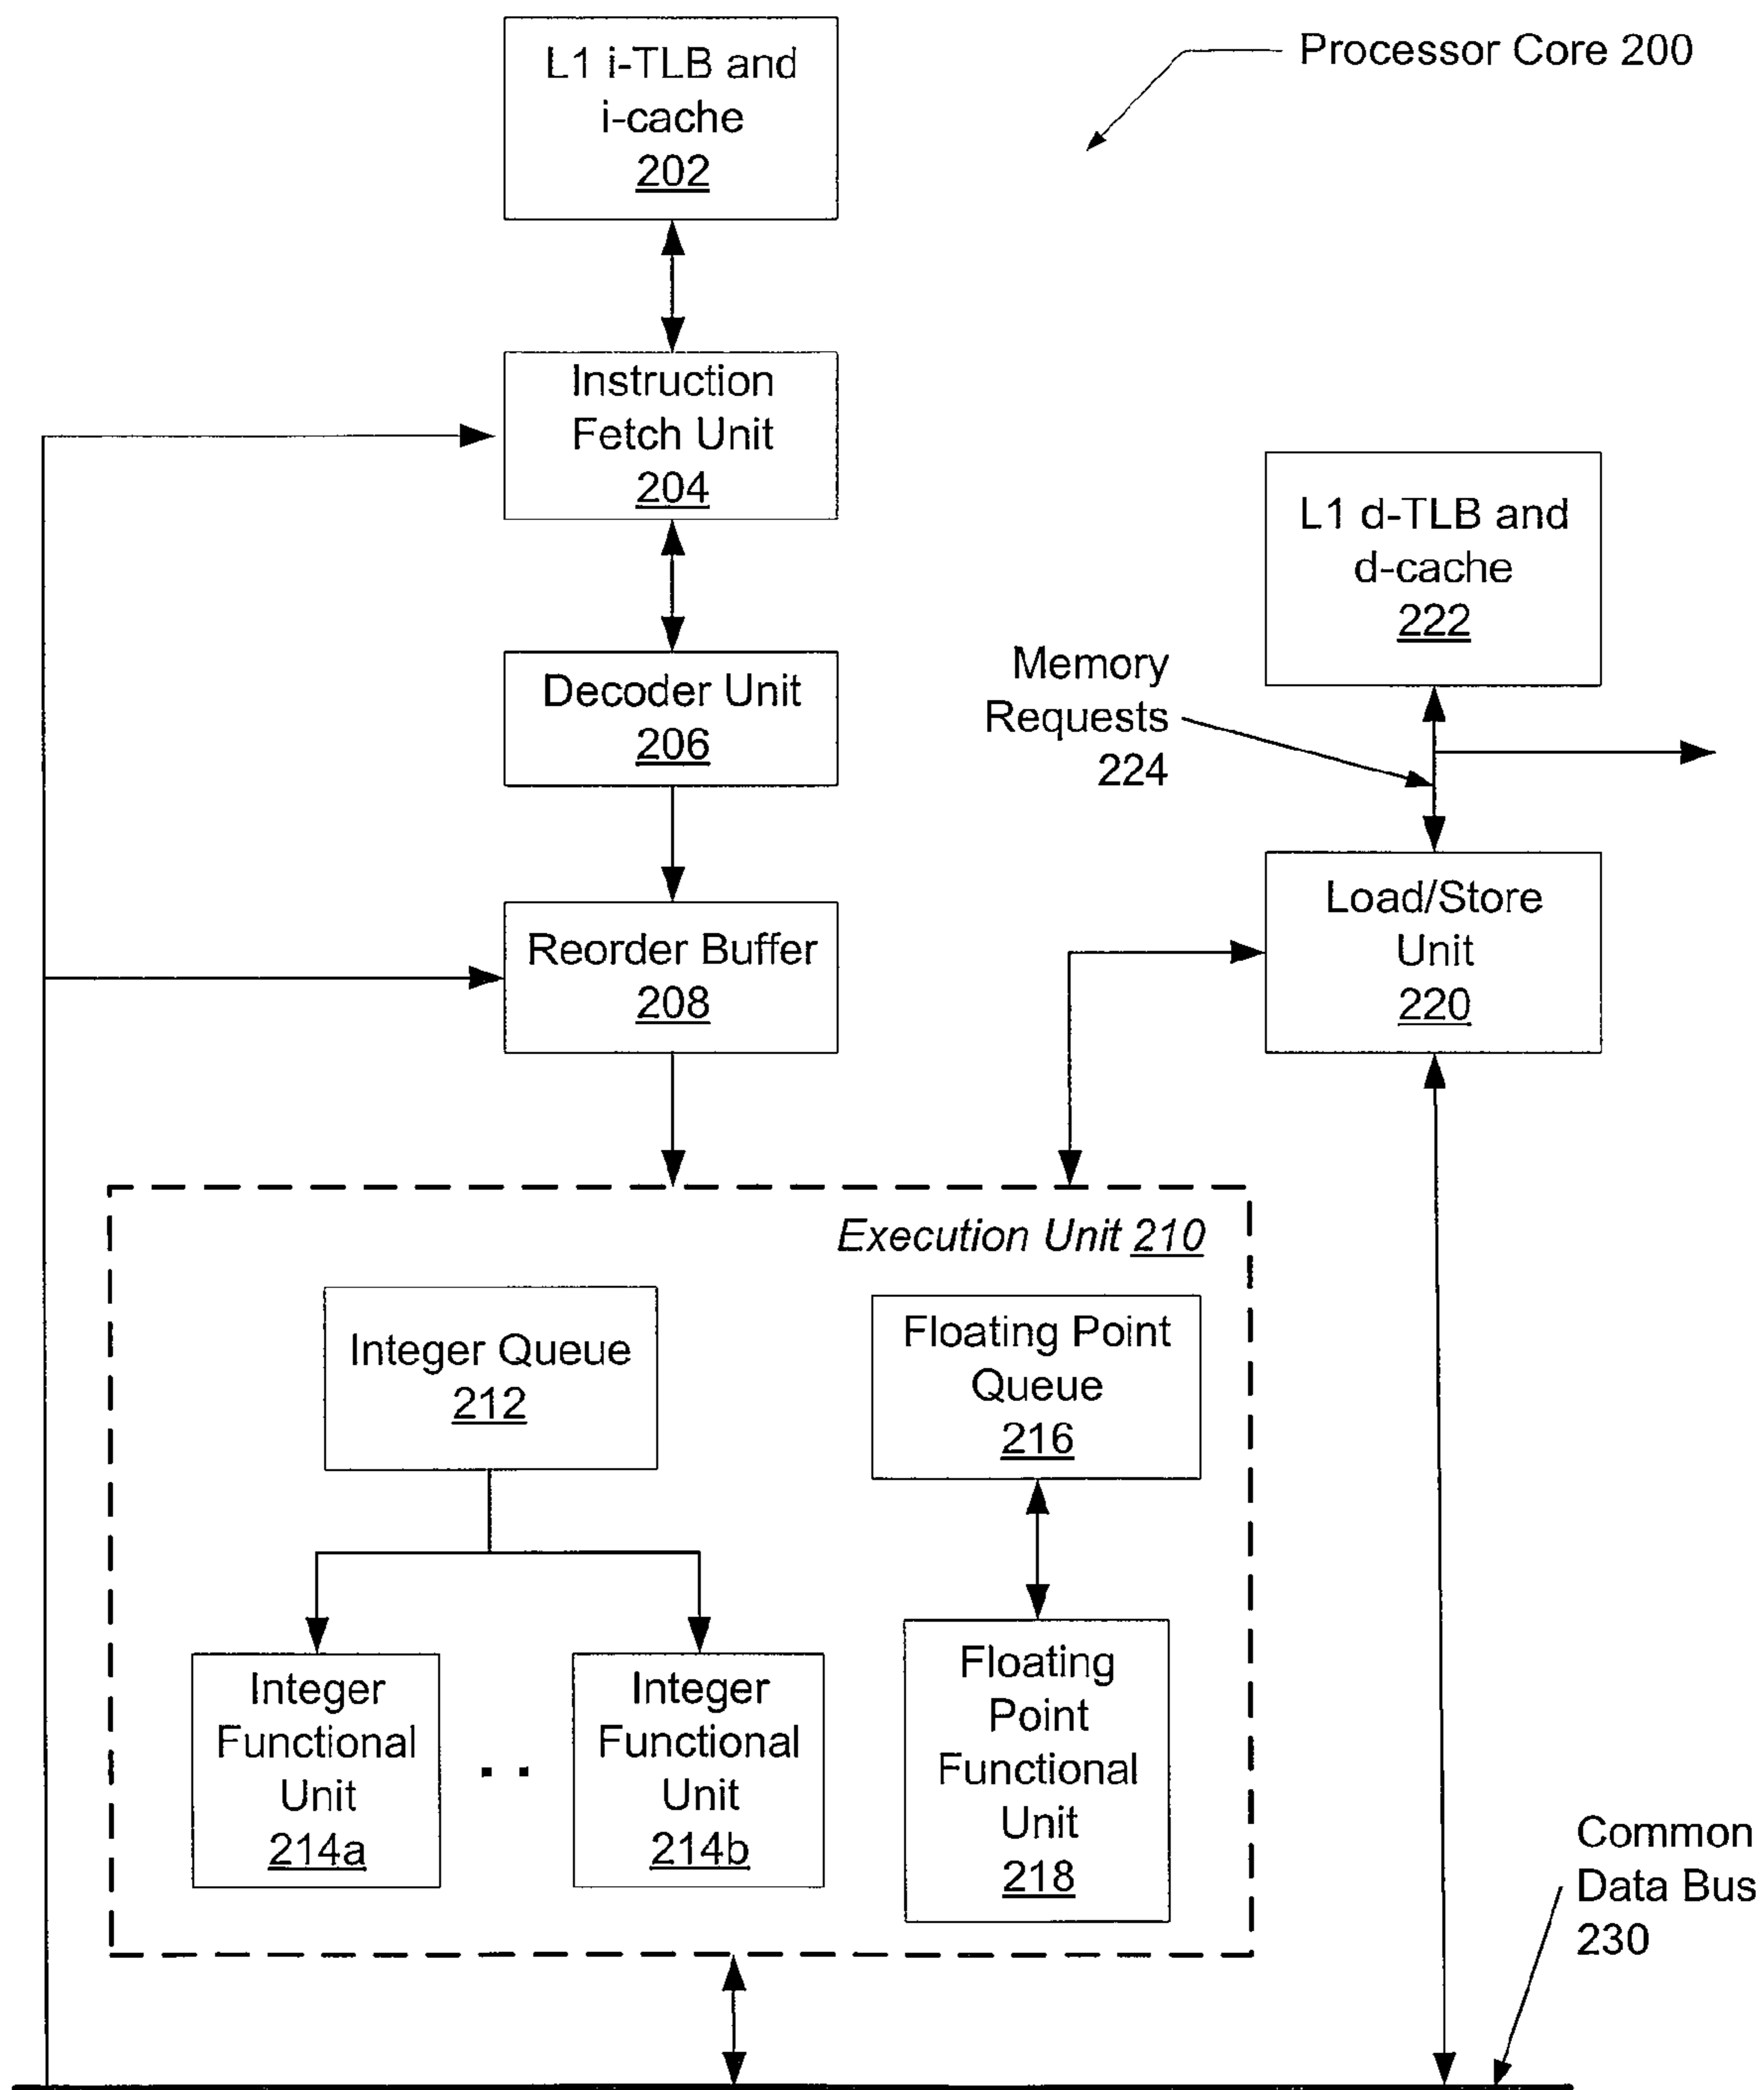 L1 i-TLB and
i-cache
202
Processor Core 200
Instruction
Fetch Unit
204
L1 d-TLB and
d-cache
222
Memory
Requests
224
Decoder Unit
206
Load/Store
Unit
220
Reorder Buffer
208
Execution Unit 210
Integer Queue
212
Floating Point
Queue
216
Integer
Functional
Unit
214a
. .
Integer
Functional
Unit
214b
Floating
Point
Functional
Unit
218
Common
Data Bus
230